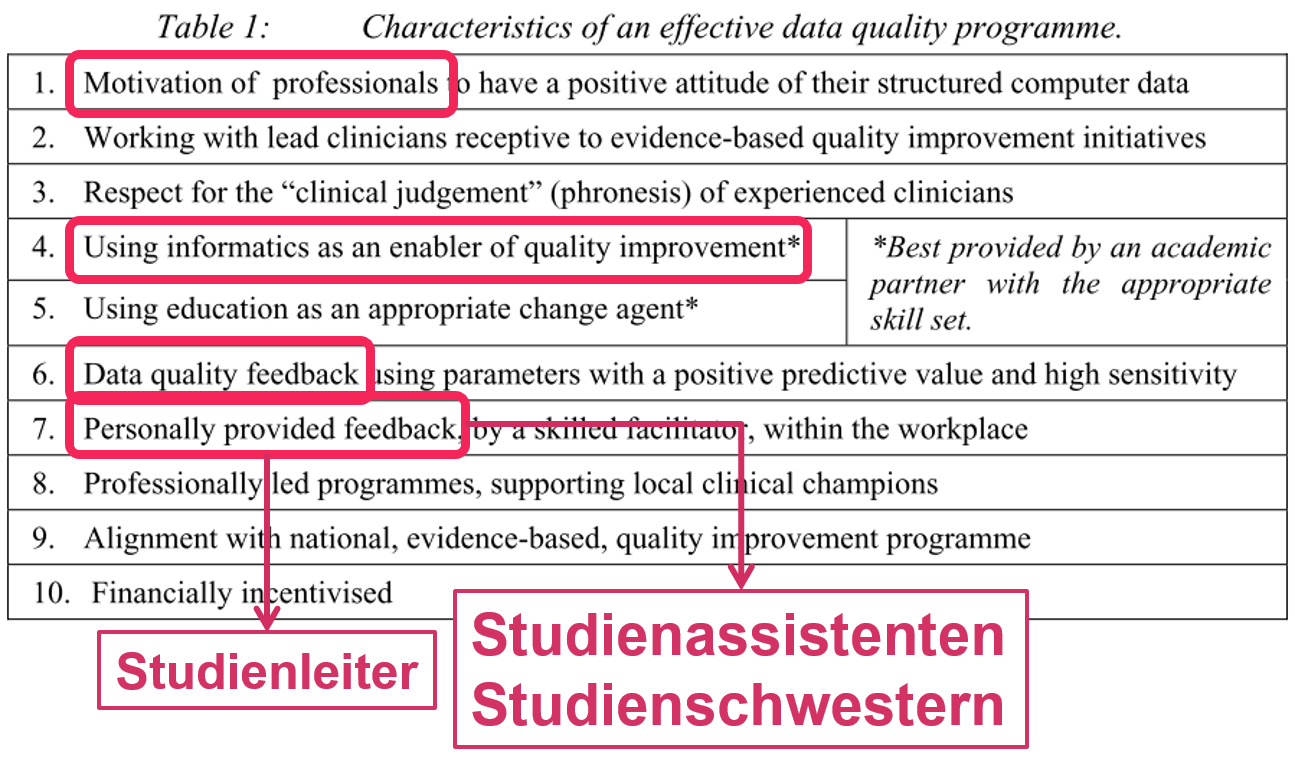 Table 1: Characteristics of an effective data quality programme.
1. Motivation of professionals to have a positive attitude of their structured computer data
2. Working with lead clinicians receptive to evidence-based quality improvement initiatives
3. Respect for the “clinical judgement” (phronesis) of experienced clinicians
4. Using informatics as an enabler of quality improvement*
5. Using education as an appropriate change agent*
*Best provided by an academic
partner with the appropriate
skill set.
6. Data quality feedback using parameters with a positive predictive value and high sensitivity
7. Personally provided feedback, by a skilled facilitator, within the workplace
8. Professionally led programmes, supporting local clinical champions
9. Alignment with national, evidence-based, quality improvement programme
10. Financially incentivised
Studienleiter
Studienassistenten
Studienschwestern